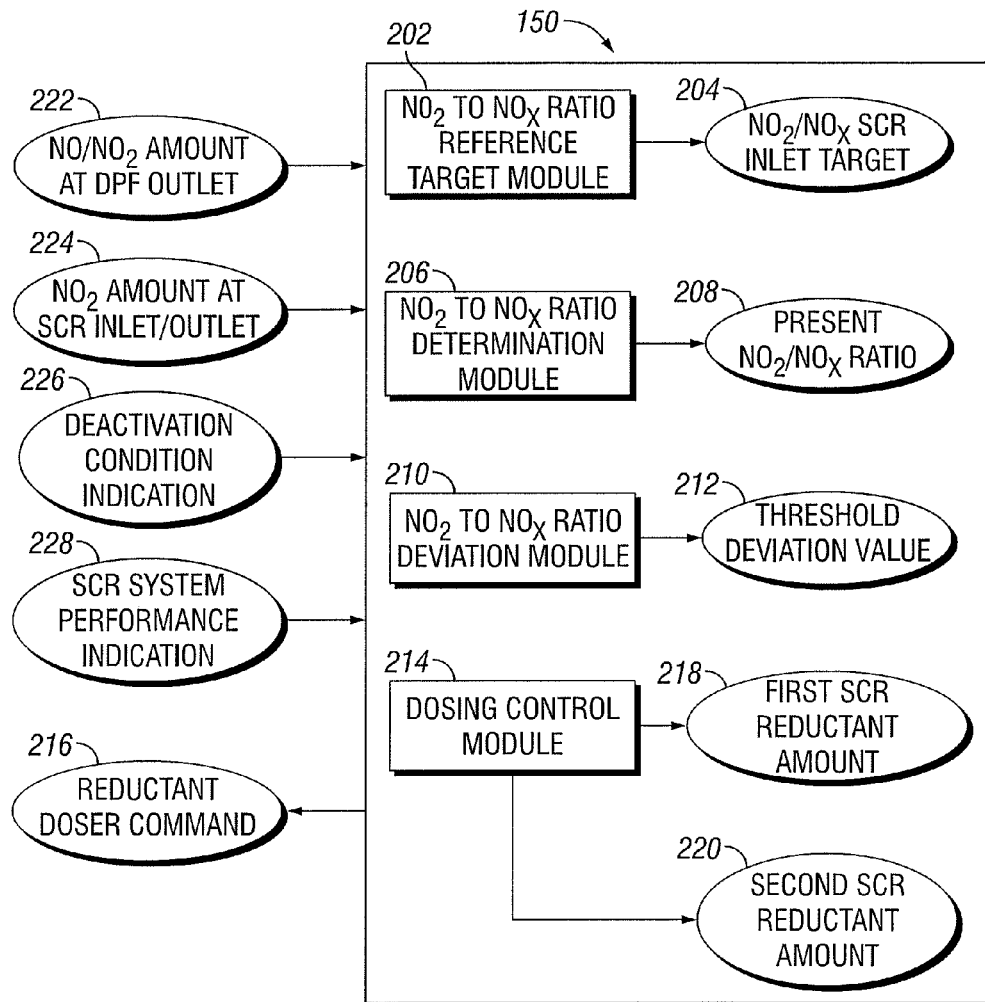 150
222
NO/NO₂ AMOUNT
AT DPF OUTLET
224
NO₂ AMOUNT AT
SCR INLET/OUTLET
226
DEACTIVATION
CONDITION
INDICATION
228
SCR SYSTEM
PERFORMANCE
INDICATION
216
REDUCTANT
DOSER COMMAND
202
NO₂ TO NOₓ RATIO
REFERENCE
TARGET MODULE
204
NO₂/NOₓ SCR
INLET TARGET
206
NO₂ TO NOₓ RATIO
DETERMINATION
MODULE
208
PRESENT
NO₂/NOₓ RATIO
210
NO₂ TO NOₓ RATIO
DEVIATION MODULE
212
THRESHOLD
DEVIATION VALUE
214
DOSING CONTROL
MODULE
218
FIRST SCR
REDUCTANT
AMOUNT
220
SECOND SCR
REDUCTANT
AMOUNT